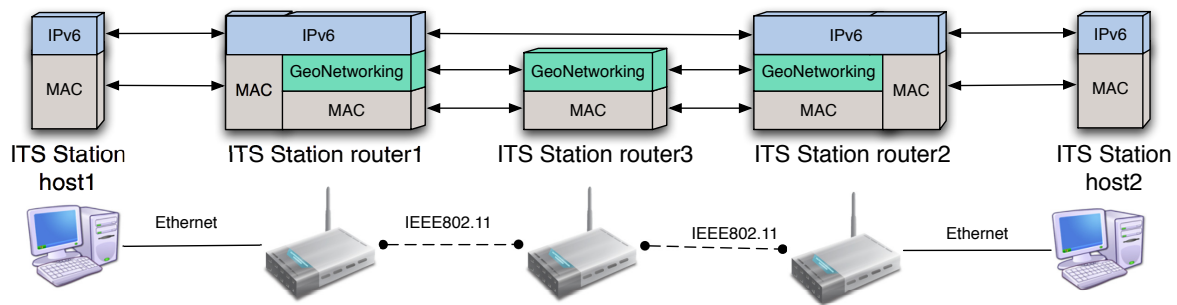 IPv6
IPv6
IPv6
IPv6
GeoNetworking
GeoNetworking
GeoNetworking
MAC
MAC
MAC
MAC
MAC
MAC
MAC
ITS Station
host1
ITS Station router1
ITS Station router3
ITS Station router2
ITS Station
host2
Ethernet
IEEE802.11
IEEE802.11
Ethernet